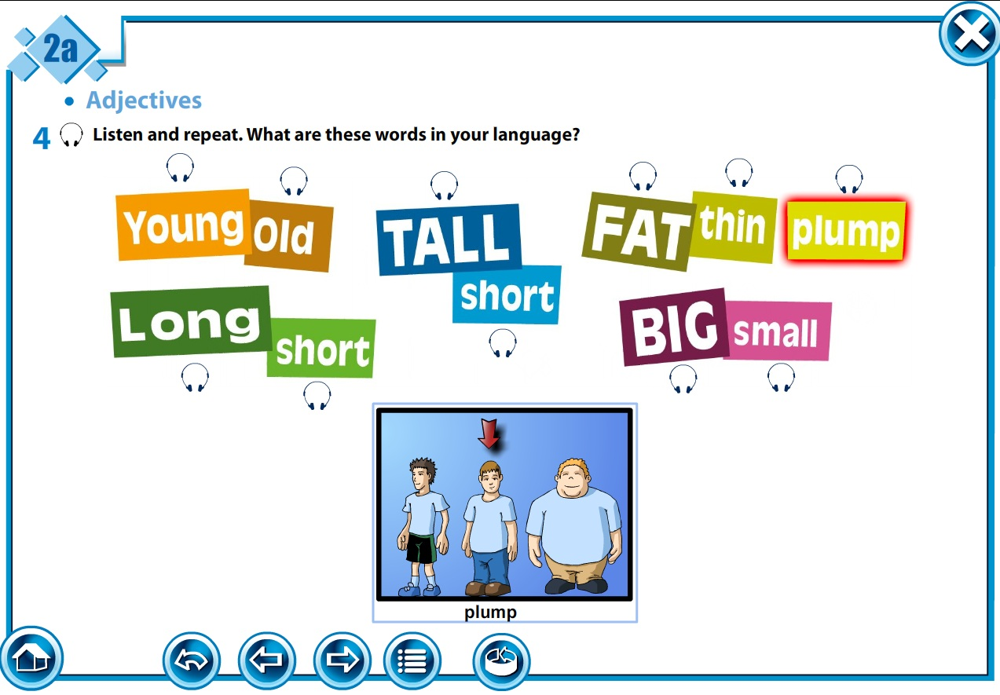 2a
• Adjectives
4 Listen and repeat. What are these words in your language?
Young Old
TALL
short
FAT thin plump
Long short
BIG small
plump